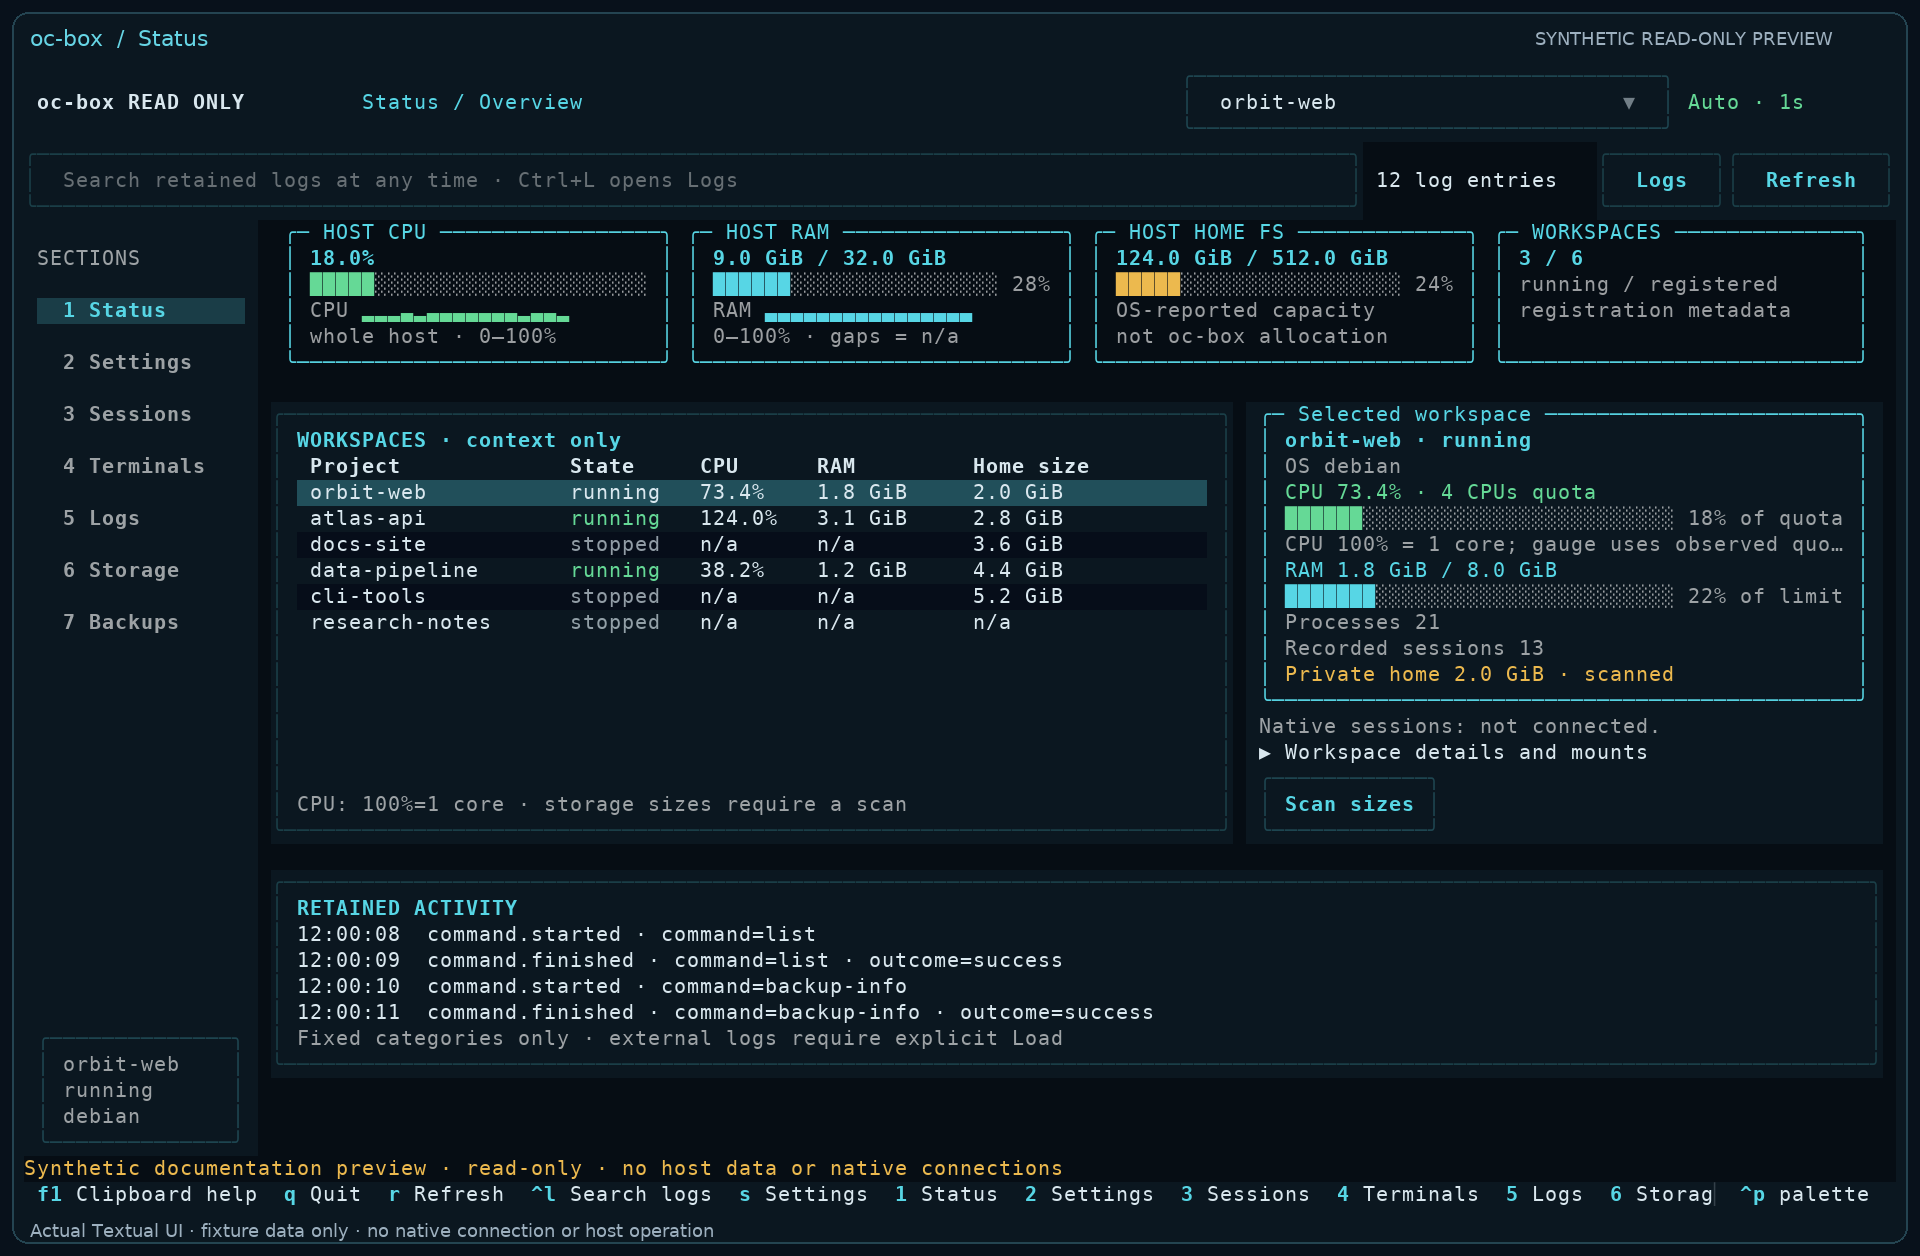 oc-box / Status
SYNTHETIC READ-ONLY PREVIEW
oc-box READ ONLY
Status / Overview
orbit-web ▼
Auto · 1s
Search retained logs at any time · Ctrl+L opens Logs
12 log entries
Logs
Refresh
SECTIONS
1 Status
2 Settings
3 Sessions
4 Terminals
5 Logs
6 Storage
7 Backups
orbit-web
running
debian
HOST CPU
18.0%
CPU
whole host · 0–100%
HOST RAM
9.0 GiB / 32.0 GiB
28%
RAM
0–100% · gaps = n/a
HOST HOME FS
124.0 GiB / 512.0 GiB
24%
OS-reported capacity
not oc-box allocation
WORKSPACES
3 / 6
running / registered
registration metadata
WORKSPACES · context only
Project State CPU RAM Home size
orbit-web running 73.4% 1.8 GiB 2.0 GiB
atlas-api running 124.0% 3.1 GiB 2.8 GiB
docs-site stopped n/a n/a 3.6 GiB
data-pipeline running 38.2% 1.2 GiB 4.4 GiB
cli-tools stopped n/a n/a 5.2 GiB
research-notes stopped n/a n/a n/a
CPU: 100%=1 core · storage sizes require a scan
Selected workspace
orbit-web · running
OS debian
CPU 73.4% · 4 CPUs quota
18% of quota
CPU 100% = 1 core; gauge uses observed quo…
RAM 1.8 GiB / 8.0 GiB
22% of limit
Processes 21
Recorded sessions 13
Private home 2.0 GiB · scanned
Native sessions: not connected.
▶ Workspace details and mounts
Scan sizes
RETAINED ACTIVITY
12:00:08 command.started · command=list
12:00:09 command.finished · command=list · outcome=success
12:00:10 command.started · command=backup-info
12:00:11 command.finished · command=backup-info · outcome=success
Fixed categories only · external logs require explicit Load
Synthetic documentation preview · read-only · no host data or native connections
f1 Clipboard help q Quit r Refresh ^l Search logs s Settings 1 Status 2 Settings 3 Sessions 4 Terminals 5 Logs 6 Storag ^p palette
Actual Textual UI · fixture data only · no native connection or host operation